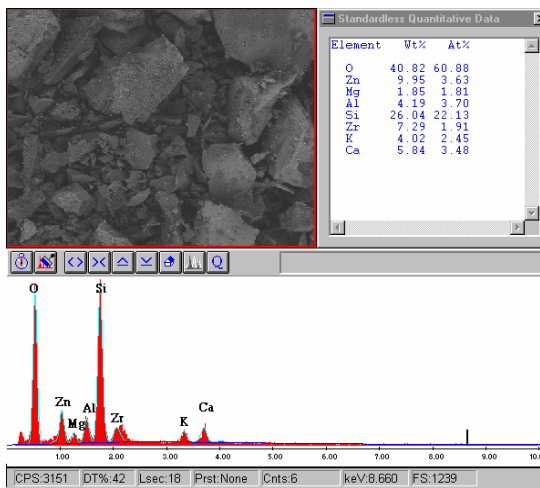 Standardless Quantitative Data
Element Wt% At%
O 40.82 60.88
Zn 9.95 3.63
Mg 1.85 1.81
Al 4.19 3.70
Si 26.04 22.13
Zr 7.29 1.91
K 4.02 2.45
Ca 5.84 3.48
Q
O Si
Zn Mg Al Zr K Ca
1.00 2.00 3.00 4.00 5.00 6.00 7.00 8.00 9.00 10.0
CPS:3151 DT%:42 Lsec:18 Prst:None Cnts:6 keV:8.660 FS:1239